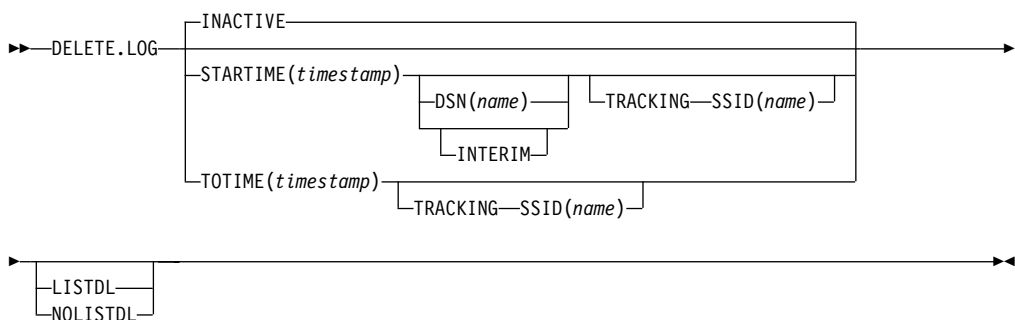 INACTIVE
DELETE.LOG
STARTIME(timestamp)
DSN(name)
TRACKING SSID(name)
INTERIM
TOTIME(timestamp)
TRACKING SSID(name)
LISTDL
NOLISTDL